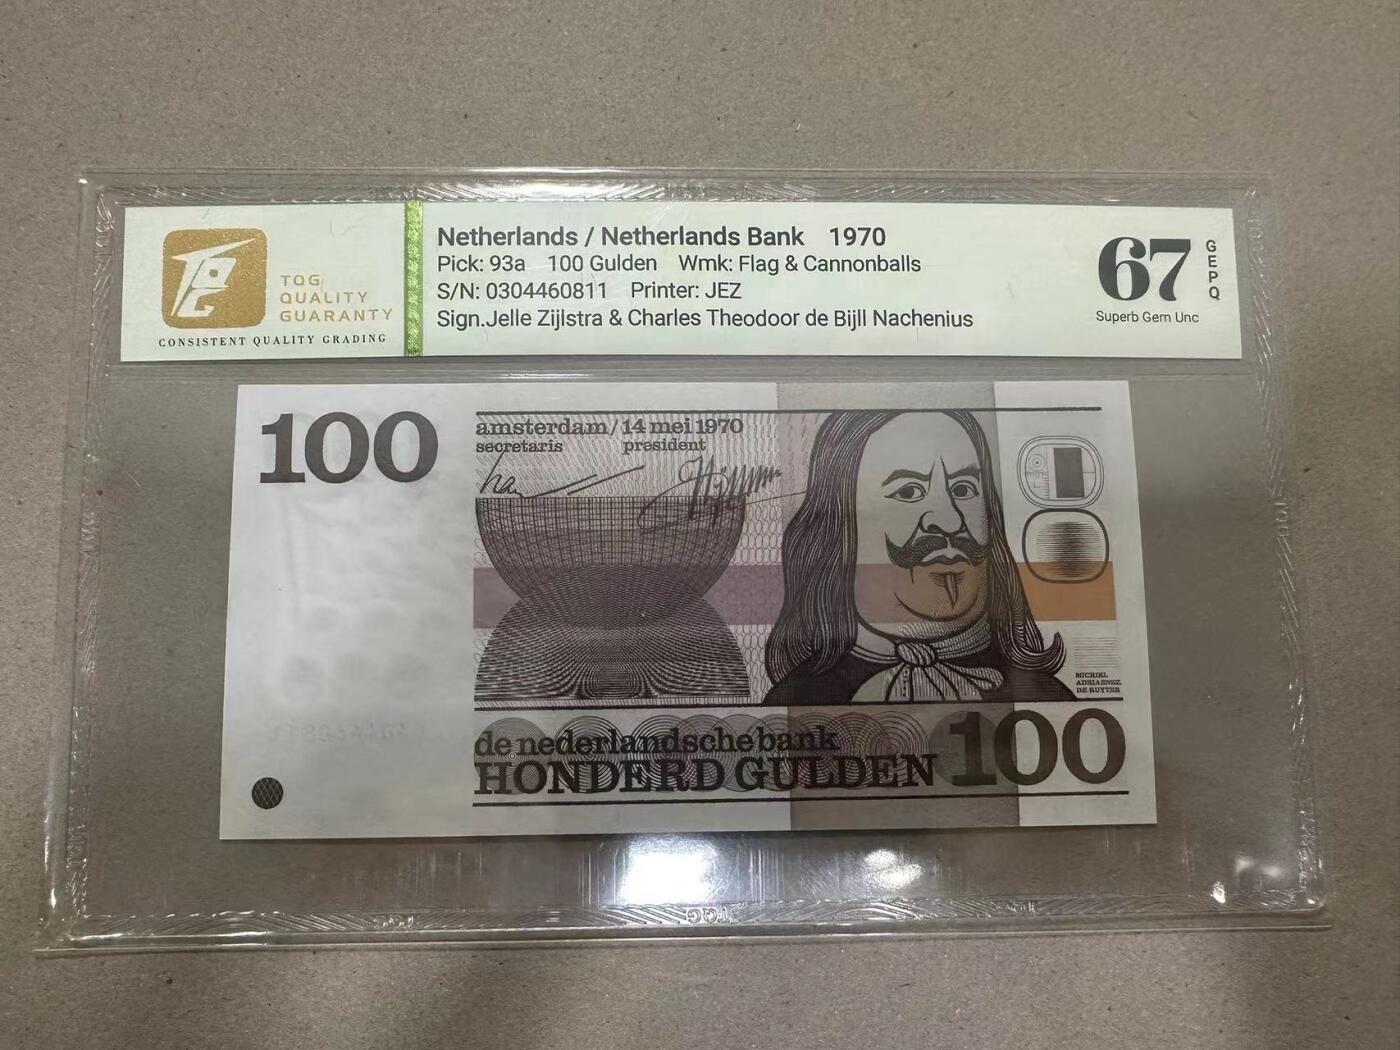 TQG
QUALITY
GUARANTY
CONSISTENT QUALITY GRADING
Netherlands / Netherlands Bank 1970
Pick: 93a 100 Gulden Wmk: Flag & Cannonballs
S/N: 0304460811 Printer: JEZ
Sign.Jelle Zijlstra & Charles Theodoor de Bijll Nachenius
67
GEPQ
Superb Gem Unc
100
amsterdam/14 mei 1970
secretaris president
MICHIEL
ADRIAENSZ.
DE RUYTER
de nederlandsche bank
HONDERD GULDEN 100
TQG